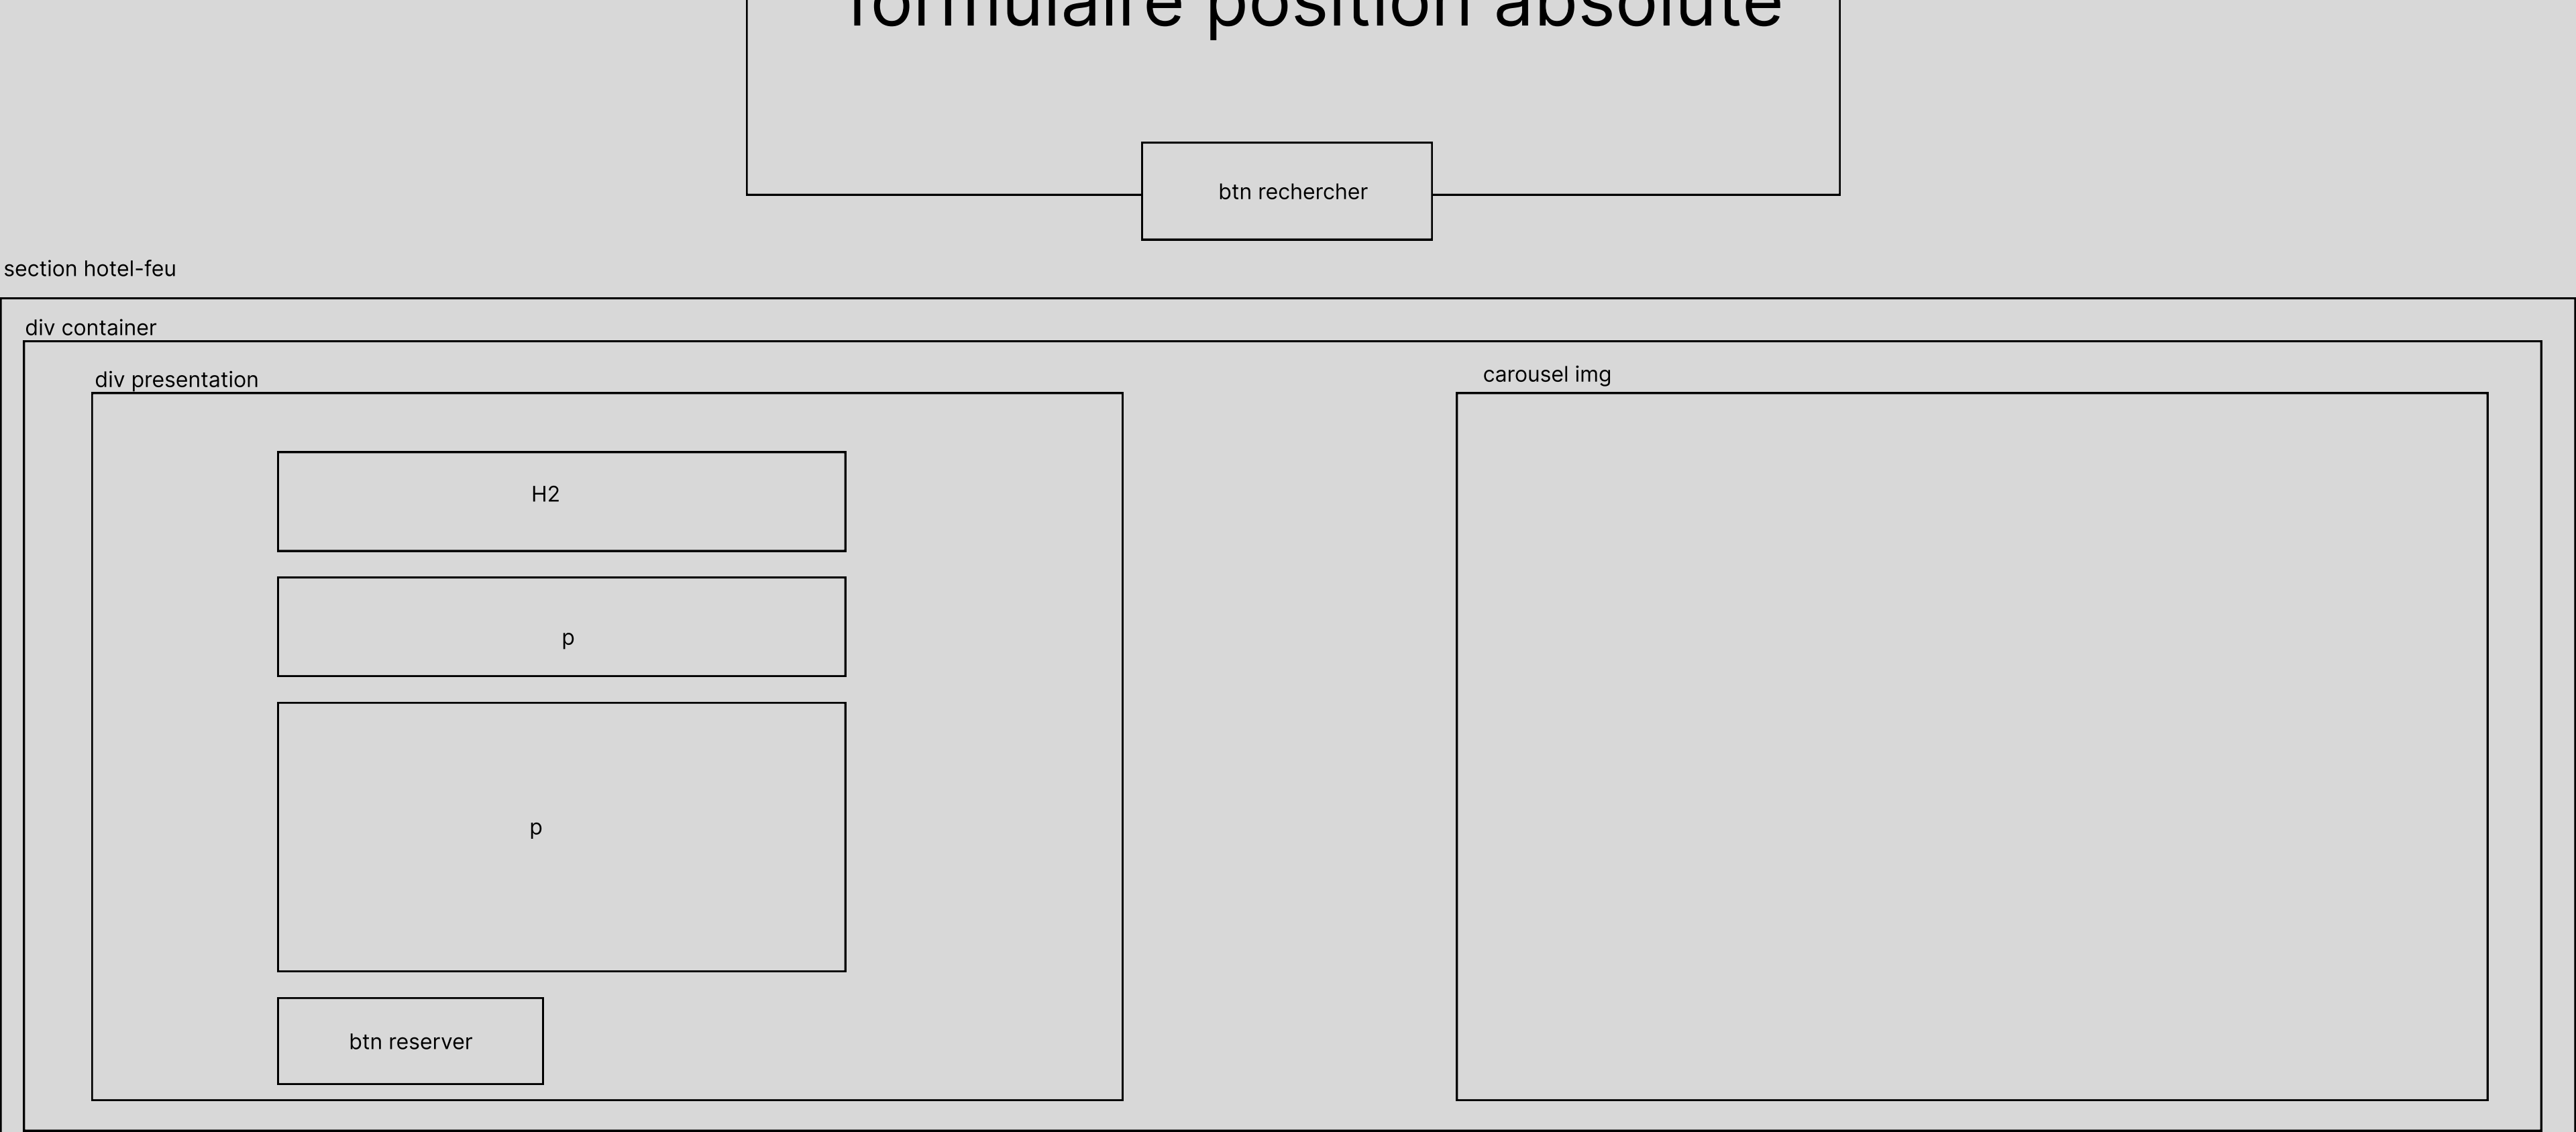 formulaire position absolute
btn rechercher
section hotel-feu
div container
div presentation
carousel img
H2
p
p
btn reserver